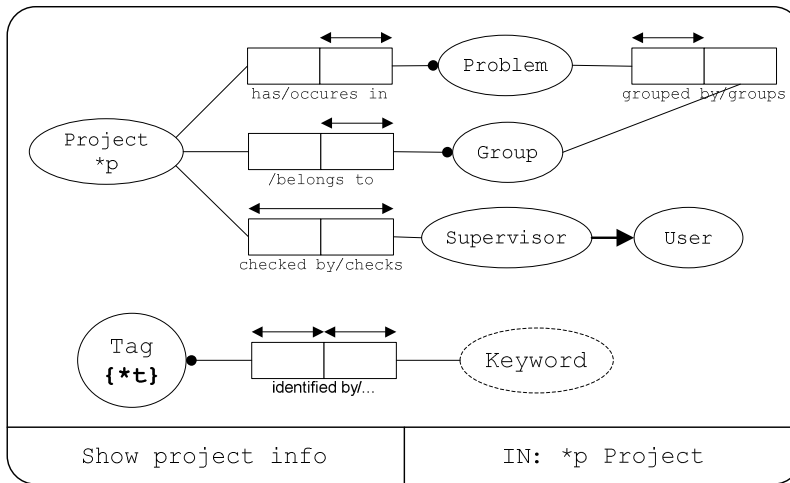 Problem
has/occures in
grouped by/groups
Project
*p
Group
/belongs to
Supervisor
User
checked by/checks
Tag
{*t}
Keyword
identified by/...
Show project info
IN: *p Project